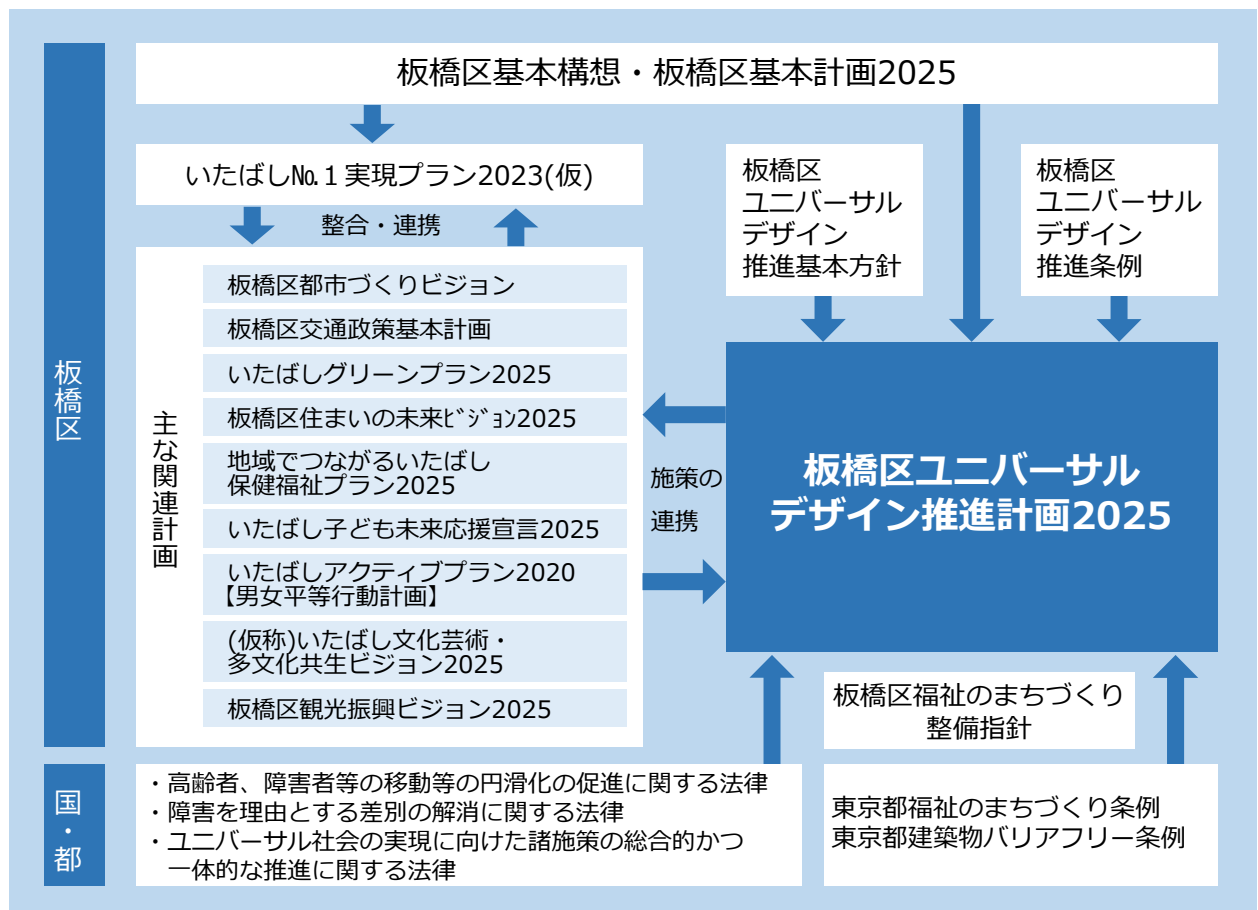 板橋区
板橋区基本構想・板橋区基本計画2025
いたばし№1実現プラン2023(仮)
整合・連携
主な関連計画
板橋区都市づくりビジョン
板橋区交通政策基本計画
いたばしグリーンプラン2025
板橋区住まいの未来ﾋﾞｼﾞｮﾝ2025
地域でつながるいたばし
保健福祉プラン2025
いたばし子ども未来応援宣言2025
いたばしアクティブプラン2020
【男女平等行動計画】
(仮称)いたばし文化芸術・
多文化共生ビジョン2025
板橋区観光振興ビジョン2025
施策の
連携
板橋区
ユニバーサル
デザイン
推進基本方針
板橋区
ユニバーサル
デザイン
推進条例
板橋区ユニバーサル
デザイン推進計画2025
板橋区福祉のまちづくり
整備指針
国・都
・高齢者、障害者等の移動等の円滑化の促進に関する法律
・障害を理由とする差別の解消に関する法律
・ユニバーサル社会の実現に向けた諸施策の総合的かつ
一体的な推進に関する法律
東京都福祉のまちづくり条例
東京都建築物バリアフリー条例